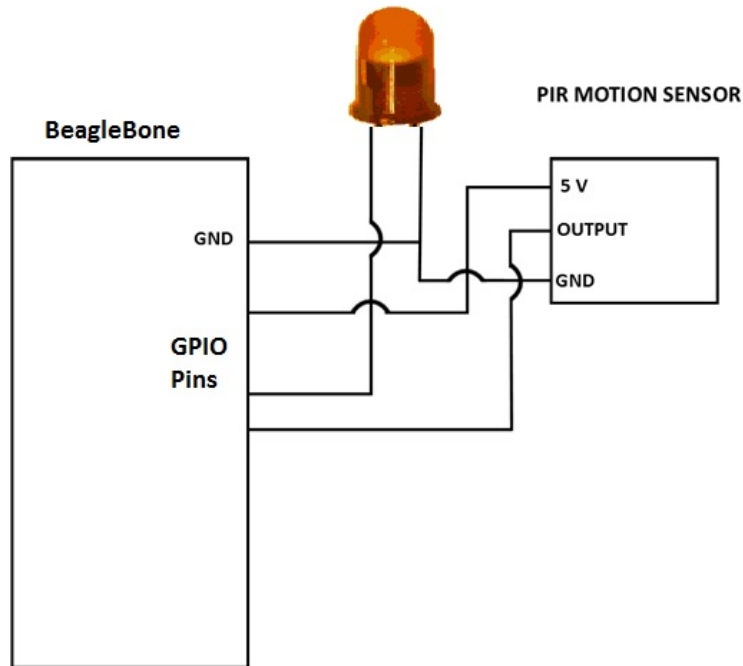 PIR MOTION SENSOR
BeagleBone
5 V
GND
OUTPUT
GND
GPIO
Pins